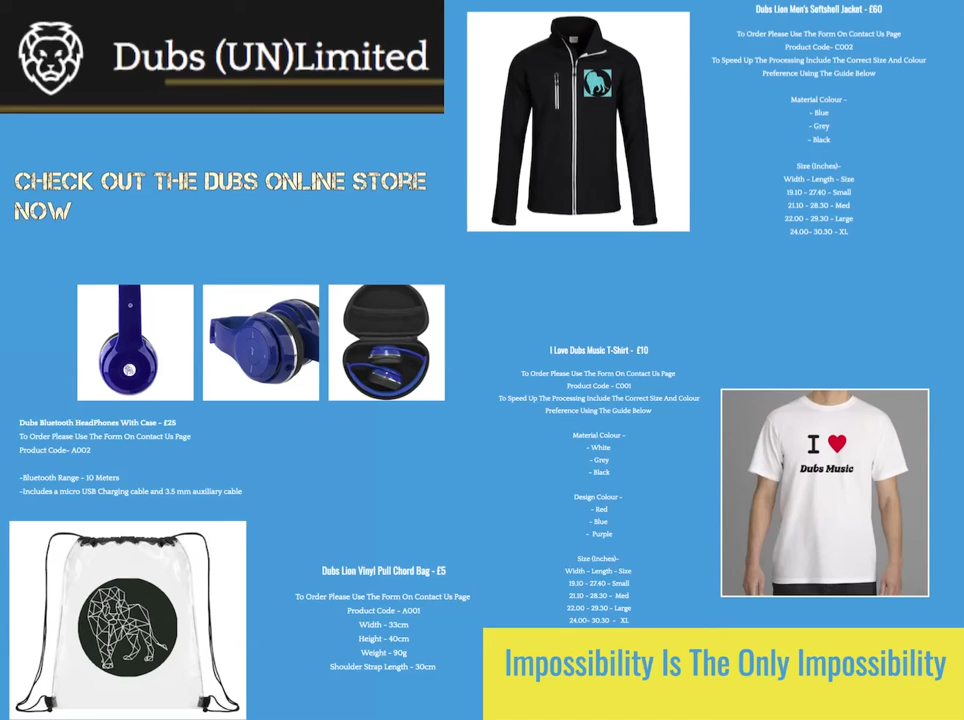 Dubs (UN)Limited
CHECK OUT THE DUBS ONLINE STORE
NOW
Dubs Bluetooth HeadPhones With Case - £25
To Order Please Use The Form On Contact Us Page
Product Code- A002
-Bluetooth Range - 10 Meters
-Includes a micro USB Charging cable and 3.5 mm auxiliary cable
Dubs Lion Vinyl Pull Chord Bag - £5
To Order Please Use The Form On Contact Us Page
Product Code - A001
Width - 33cm
Height - 40cm
Weight - 90g
Shoulder Strap Length - 30cm
Dubs Lion Men's Softshell Jacket - £60
To Order Please Use The Form On Contact Us Page
Product Code- C002
To Speed Up The Processing Include The Correct Size And Colour
Preference Using The Guide Below
Material Colour -
- Blue
- Grey
- Black
Size (Inches)-
Width - Length - Size
19.10 - 27.40 - Small
21.10 - 28.30 - Med
22.00 - 29.30 - Large
24.00- 30.30 - XL
I Love Dubs Music T-Shirt - £10
To Order Please Use The Form On Contact Us Page
Product Code - C001
To Speed Up The Processing Include The Correct Size And Colour
Preference Using The Guide Below
Material Colour -
- White
- Grey
- Black
Design Colour -
- Red
- Blue
- Purple
Size (Inches)-
Width - Length - Size
19.10 - 27.40 - Small
21.10 - 28.30 - Med
22.00 - 29.30 - Large
24.00- 30.30 - XL
I ♥
Dubs Music
Impossibility Is The Only Impossibility